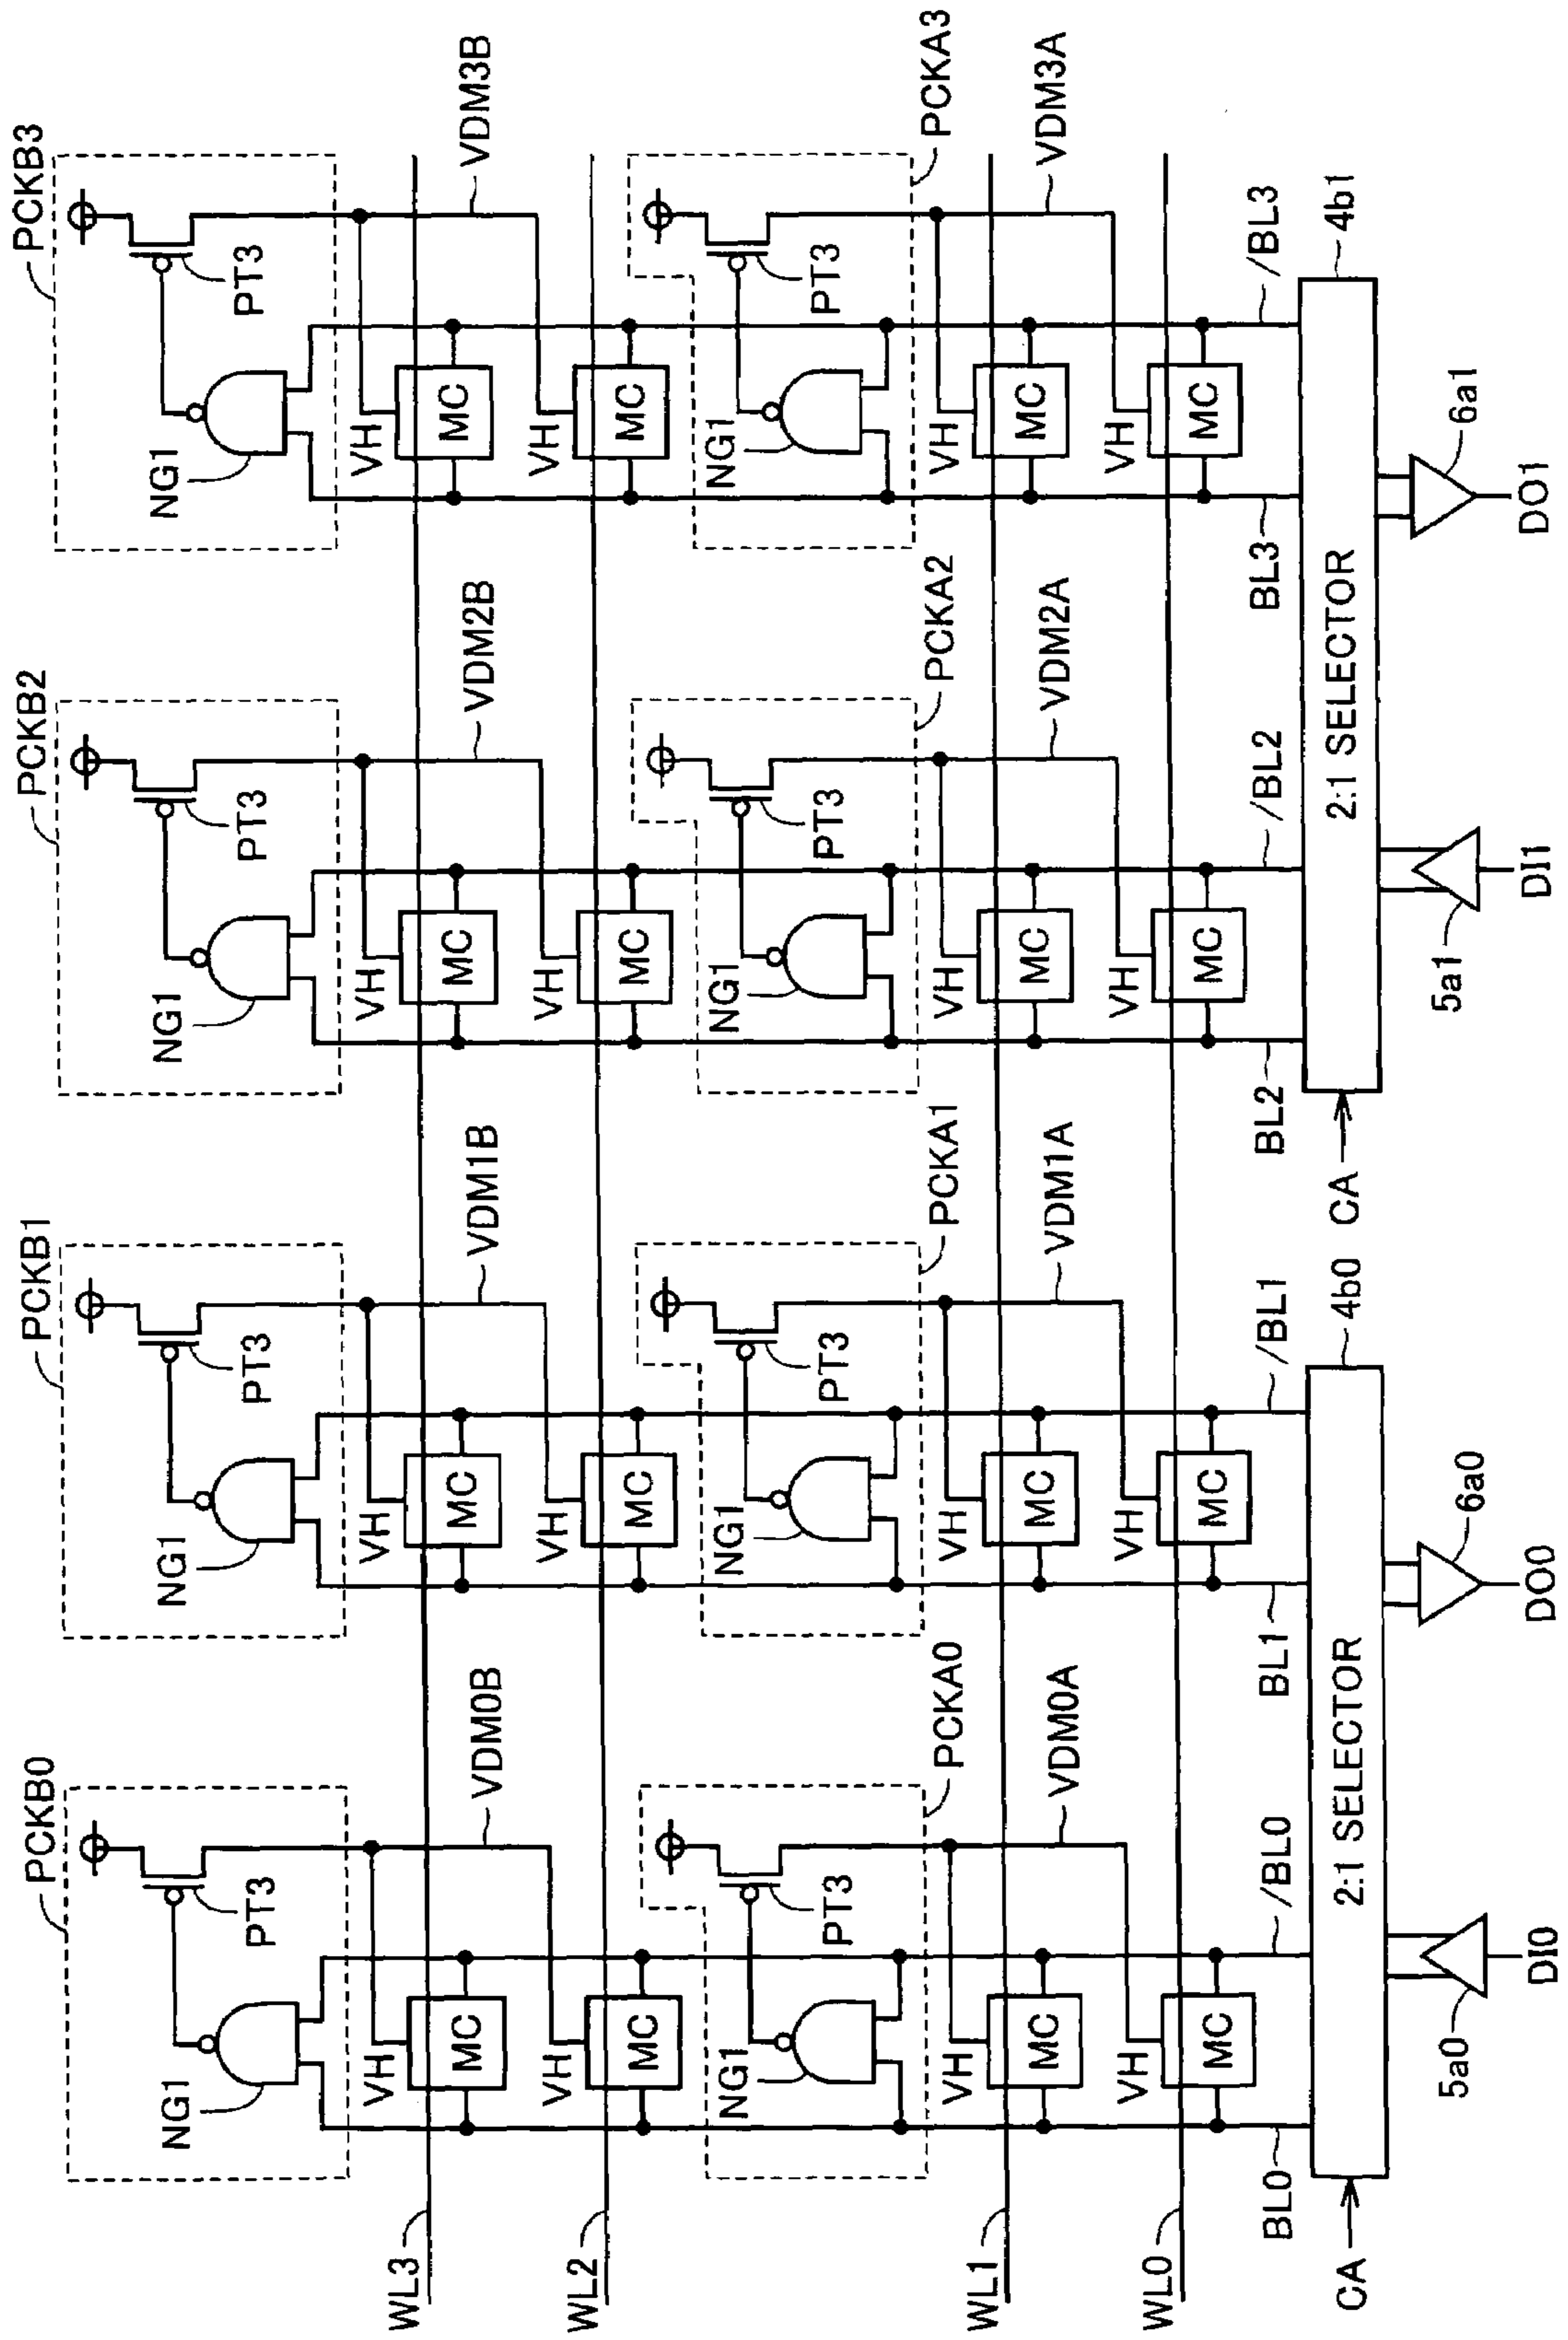 PCKB0
PCKB1
PCKB2
PCKB3
NG1
PT3
NG1
PT3
NG1
PT3
NG1
PT3
WL3
VH
MC
VDM0B
VH
MC
VDM1B
VH
MC
VDM2B
VH
MC
VDM3B
WL2
VH
MC
VH
MC
VH
MC
VH
MC
NG1
PT3
PCKA0
NG1
PT3
PCKA1
NG1
PT3
PCKA2
NG1
PT3
PCKA3
WL1
VH
MC
VDM0A
VH
MC
VDM1A
VH
MC
VDM2A
VH
MC
VDM3A
WL0
VH
MC
VH
MC
VH
MC
VH
MC
BL0
/BL0
BL1
/BL1
BL2
/BL2
BL3
/BL3
CA
2:1 SELECTOR
4b0
CA
2:1 SELECTOR
4b1
5a0
6a0
5a1
6a1
DI0
DO0
DI1
DO1